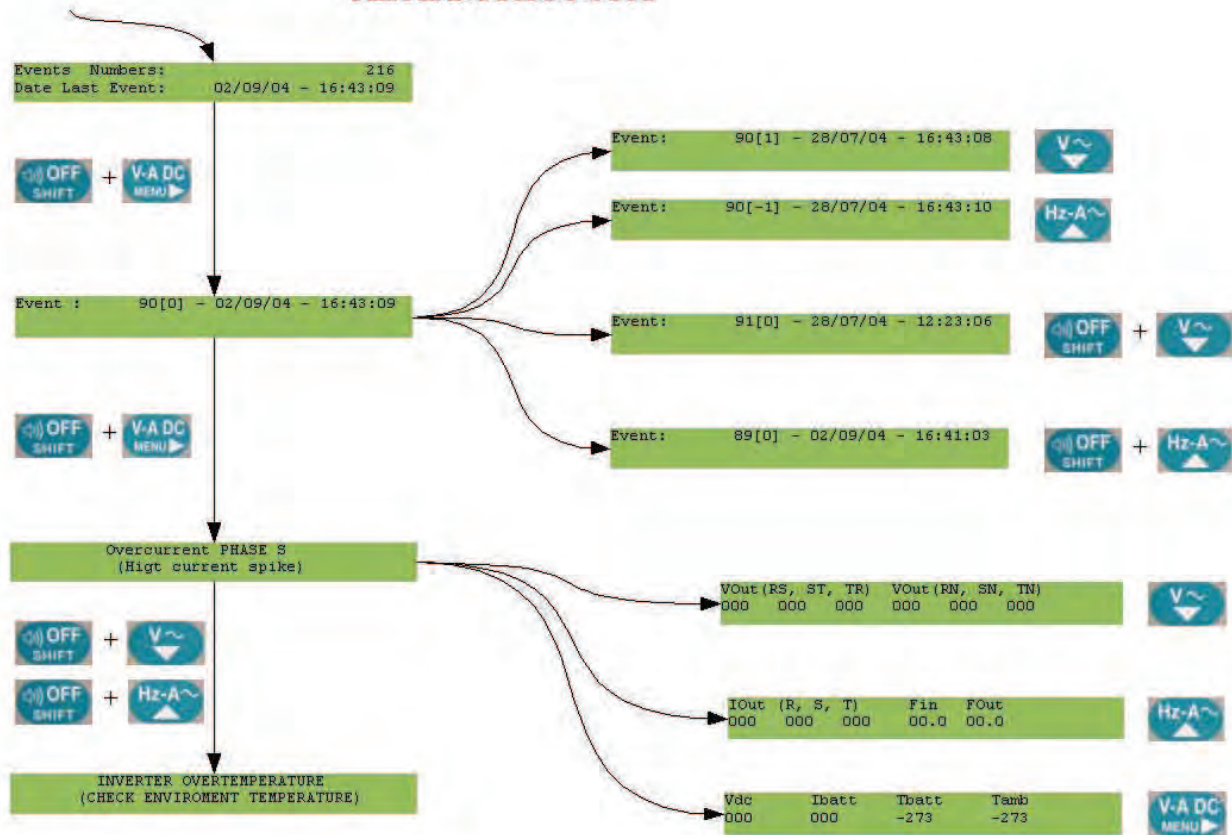 Events Numbers: 216
Date Last Event: 02/09/04 - 16:43:09
OFF SHIFT + V-A DC MENU
Event: 90[1] - 28/07/04 - 16:43:08
V~
Event: 90[-1] - 28/07/04 - 16:43:10
Hz-A~
Event : 90[0] - 02/09/04 - 16:43:09
Event: 91[0] - 28/07/04 - 12:23:06
OFF SHIFT + V~
OFF SHIFT + V-A DC MENU
Event: 89[0] - 02/09/04 - 16:41:03
OFF SHIFT + Hz-A~
Overcurrent PHASE S
(Higt current spike)
VOut(RS, ST, TR) VOut(RN, SN, TN)
000 000 000 000 000 000
V~
OFF SHIFT + V~
OFF SHIFT + Hz-A~
IOut (R, S, T) Fin FOut
000 000 000 00.0 00.0
Hz-A~
INVERTER OVERTEMPERATURE
(CHECK ENVIROMENT TEMPERATURE)
Vdc Ibatt Tbatt Tamb
000 000 -273 -273
V-A DC MENU